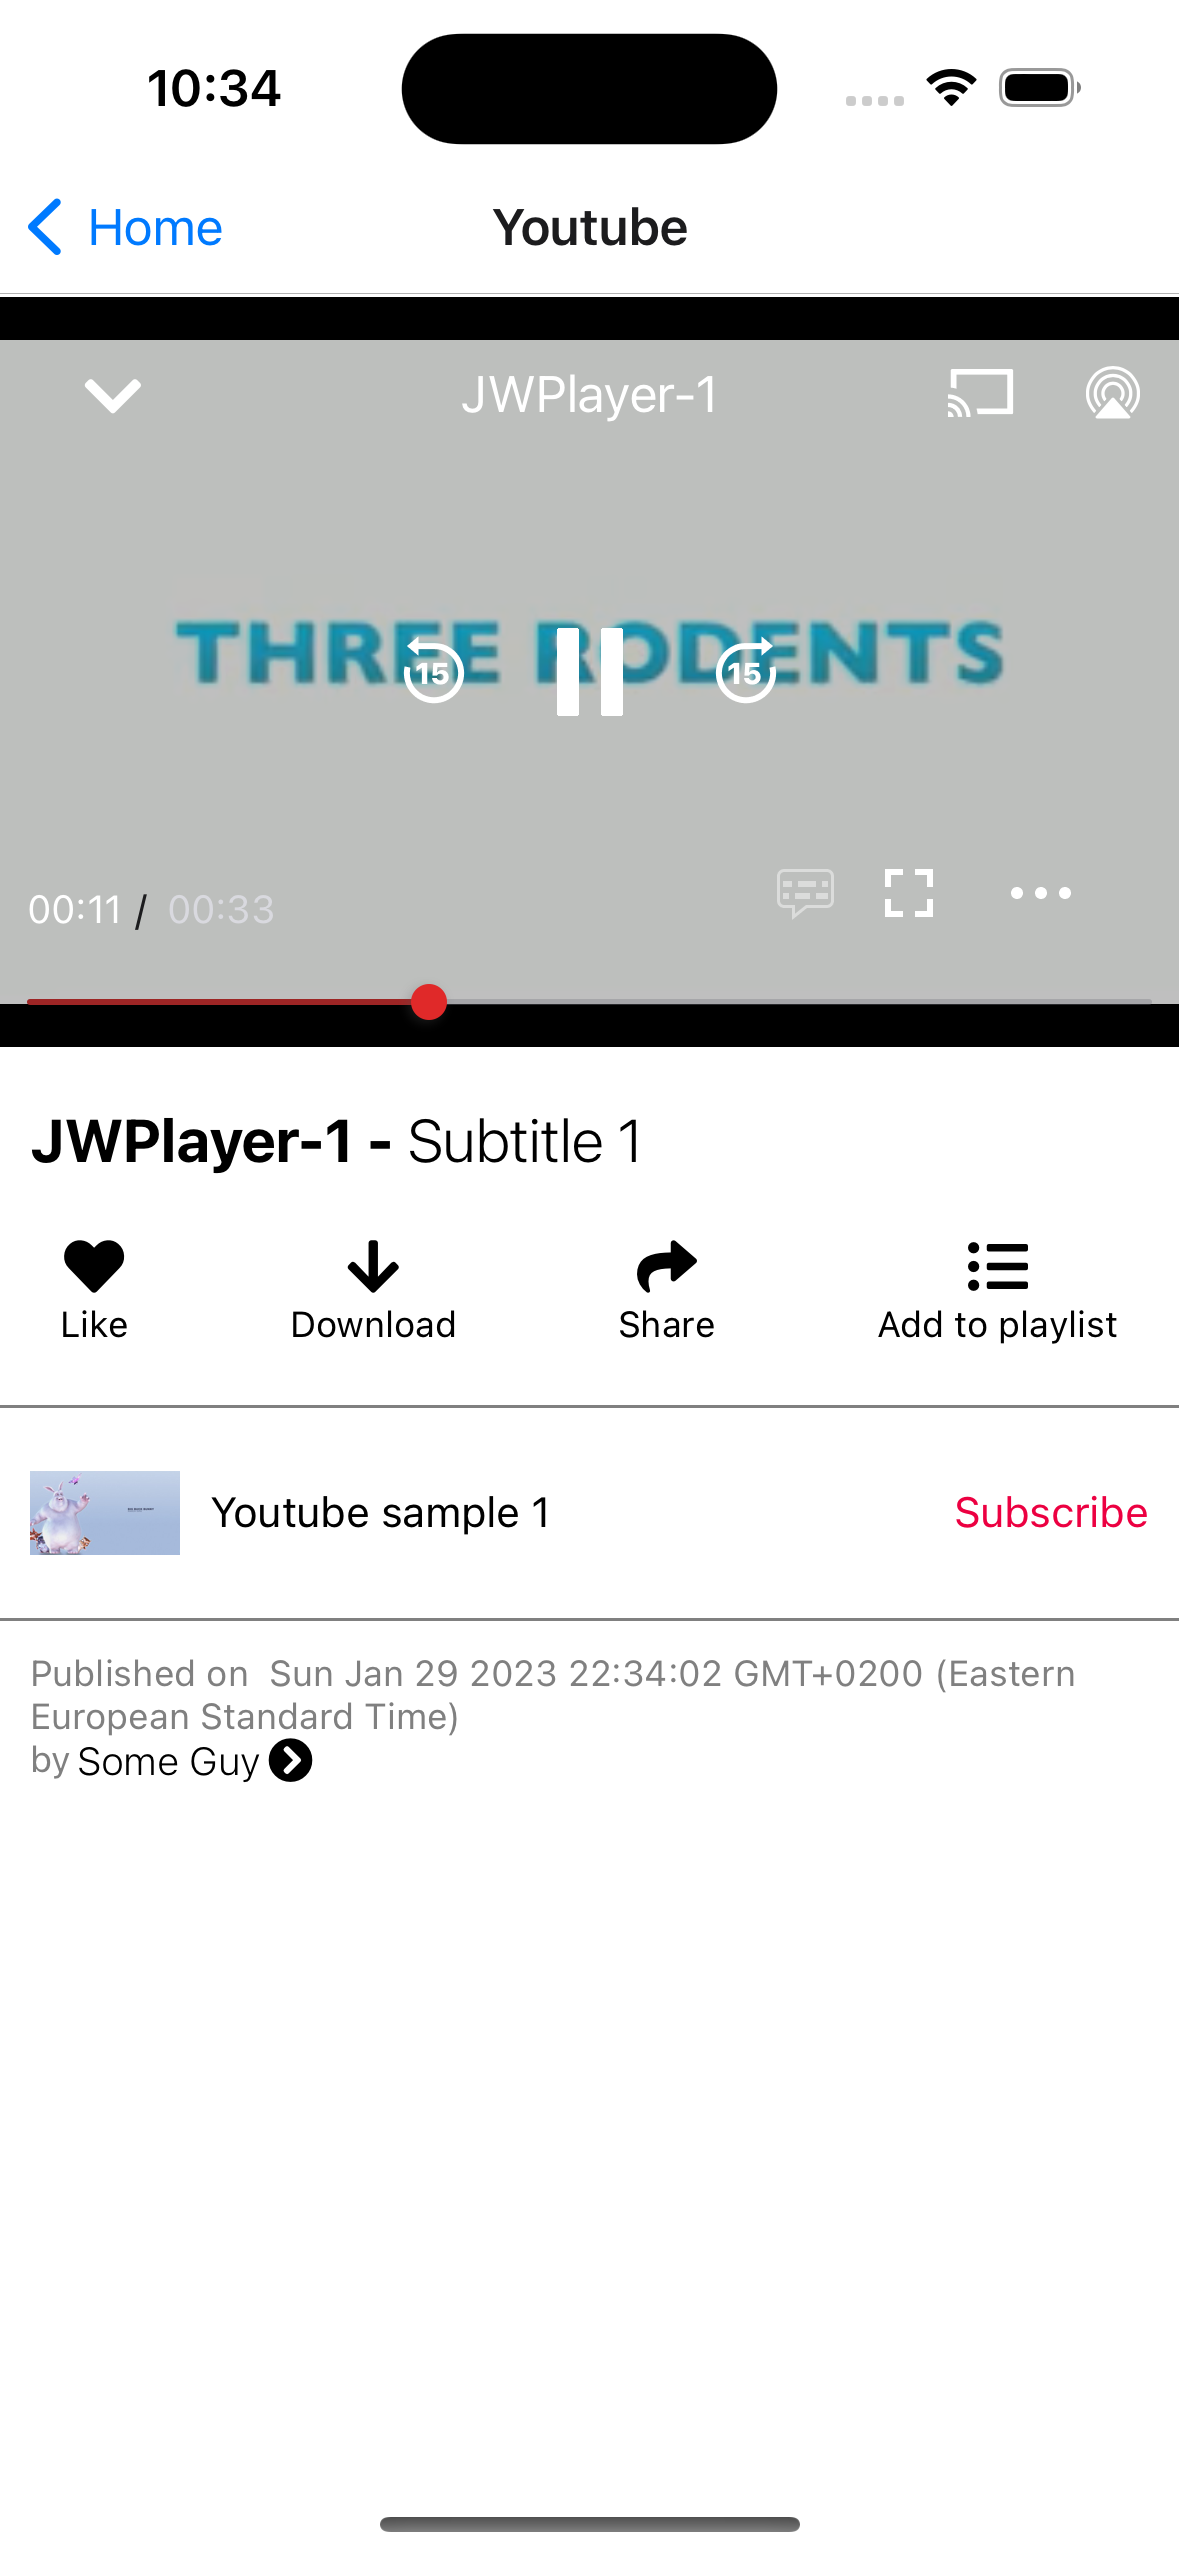 10:34
Home
Youtube
JWPlayer-1
THREE RODENTS
15
15
00:11 / 00:33
JWPlayer-1 - Subtitle 1
Like
Download
Share
Add to playlist
Youtube sample 1
Subscribe
Published on  Sun Jan 29 2023 22:34:02 GMT+0200 (Eastern
European Standard Time)
by Some Guy